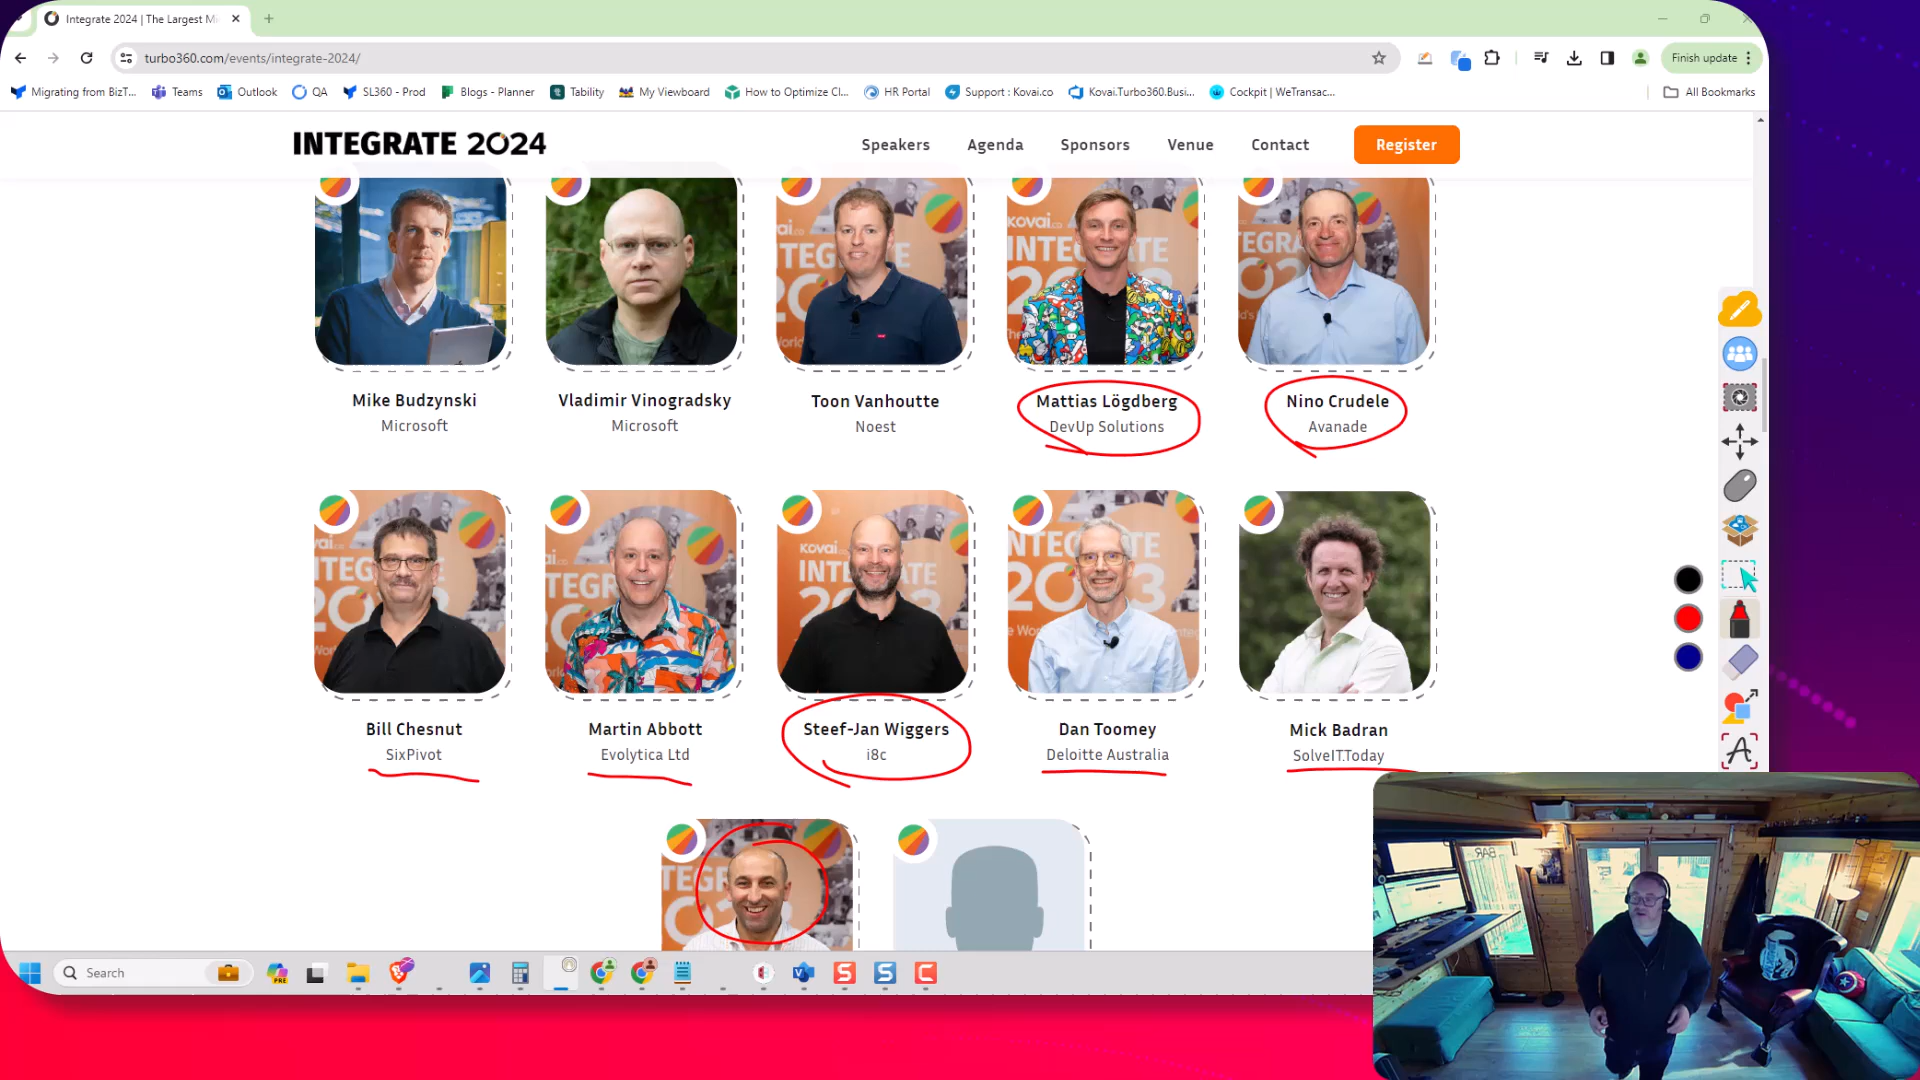 Integrate 2024 | The Largest Mi
turbo360.com/events/integrate-2024/
Finish update
Migrating from BizT...
Teams
Outlook
QA
SL360 - Prod
Blogs - Planner
Tability
My Viewboard
How to Optimize Cl...
HR Portal
Support : Kovai.co
Kovai.Turbo360.Busi...
Cockpit | WeTransac...
All Bookmarks
INTEGRATE 2024
Speakers
Agenda
Sponsors
Venue
Contact
Register
Mike Budzynski
Microsoft
Vladimir Vinogradsky
Microsoft
Toon Vanhoutte
Noest
Mattias Lögdberg
DevUp Solutions
Nino Crudele
Avanade
Bill Chesnut
SixPivot
Martin Abbott
Evolytica Ltd
Steef-Jan Wiggers
i8c
Dan Toomey
Deloitte Australia
Mick Badran
SolveIT.Today
Search